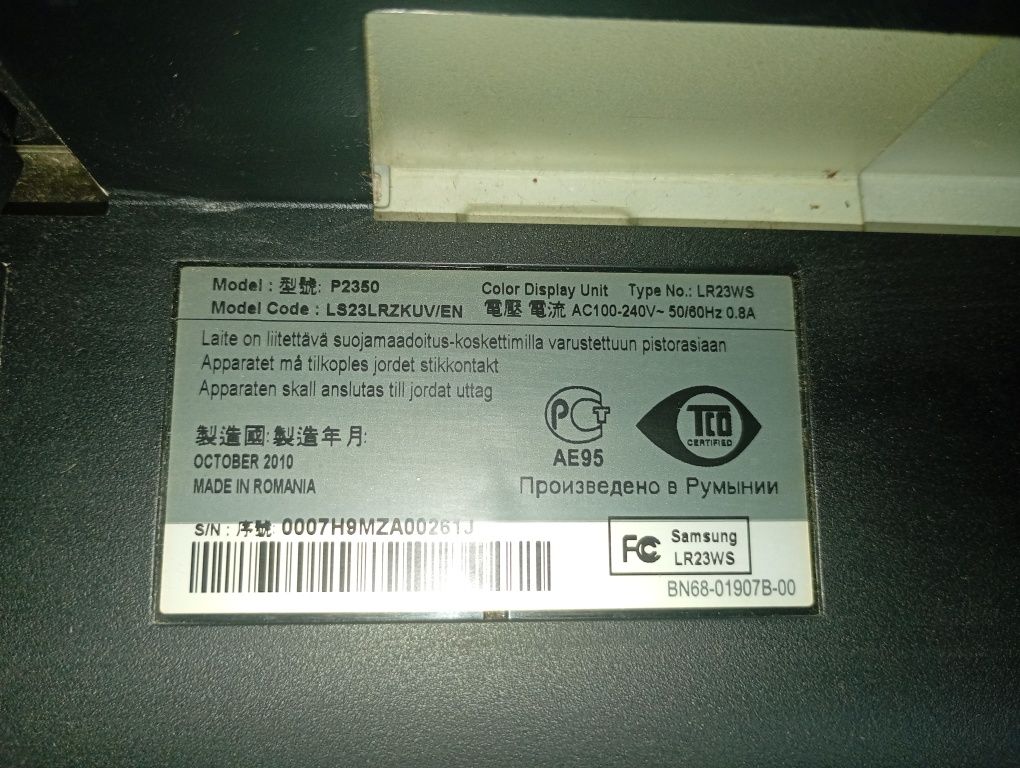 Model : 型號: P2350 Color Display Unit Type No.: LR23WS
Model Code : LS23LRZKUV/EN 電壓 電流 AC100-240V~ 50/60Hz 0.8A
Laite on liitettävä suojamaadoitus-koskettimilla varustettuun pistorasiaan
Apparatet må tilkoples jordet stikkontakt
Apparaten skall anslutas till jordat uttag
PCT
AE95
TCO
CERTIFIED
製造國: 製造年月:
OCTOBER 2010
MADE IN ROMANIA
Произведено в Румынии
S/N : 序號: 0007H9MZA00261J
FC Samsung
LR23WS
BN68-01907B-00